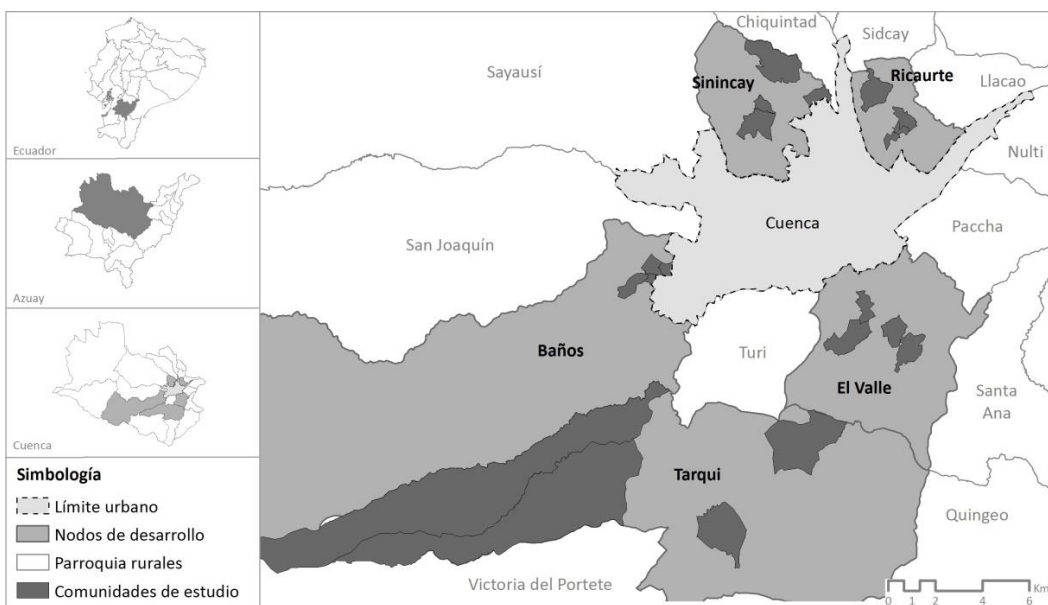 Ecuador
Azuay
Cuenca
Simbología
Límite urbano
Nodos de desarrollo
Parroquia rurales
Comunidades de estudio
Chiquintad
Sidcay
Sayausí
Sinincay
Ricaurte
Llacao
Nulti
Cuenca
Paccha
San Joaquín
Baños
Turi
El Valle
Santa
Ana
Tarqui
Quingeo
Victoria del Portete
Km
0 1 2 4 6